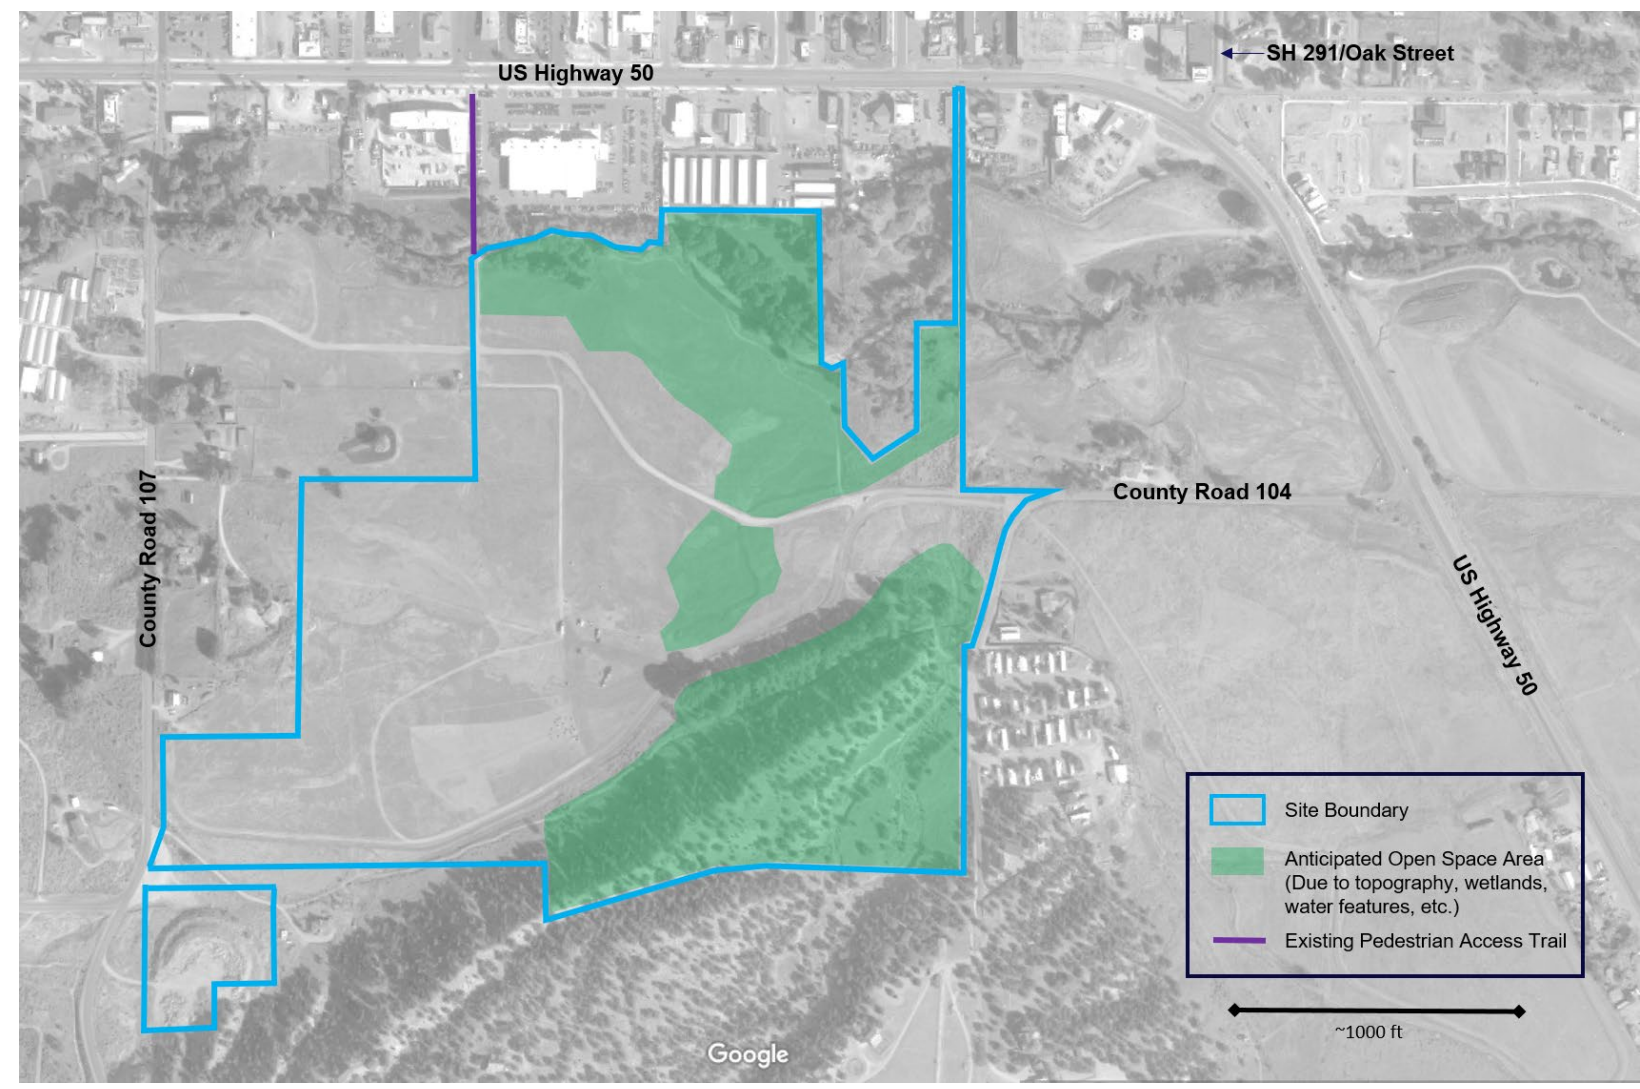 SH 291/Oak Street
US Highway 50
County Road 107
County Road 104
US Highway 50
Site Boundary
Anticipated Open Space Area
(Due to topography, wetlands,
water features, etc.)
Existing Pedestrian Access Trail
~1000 ft
Google